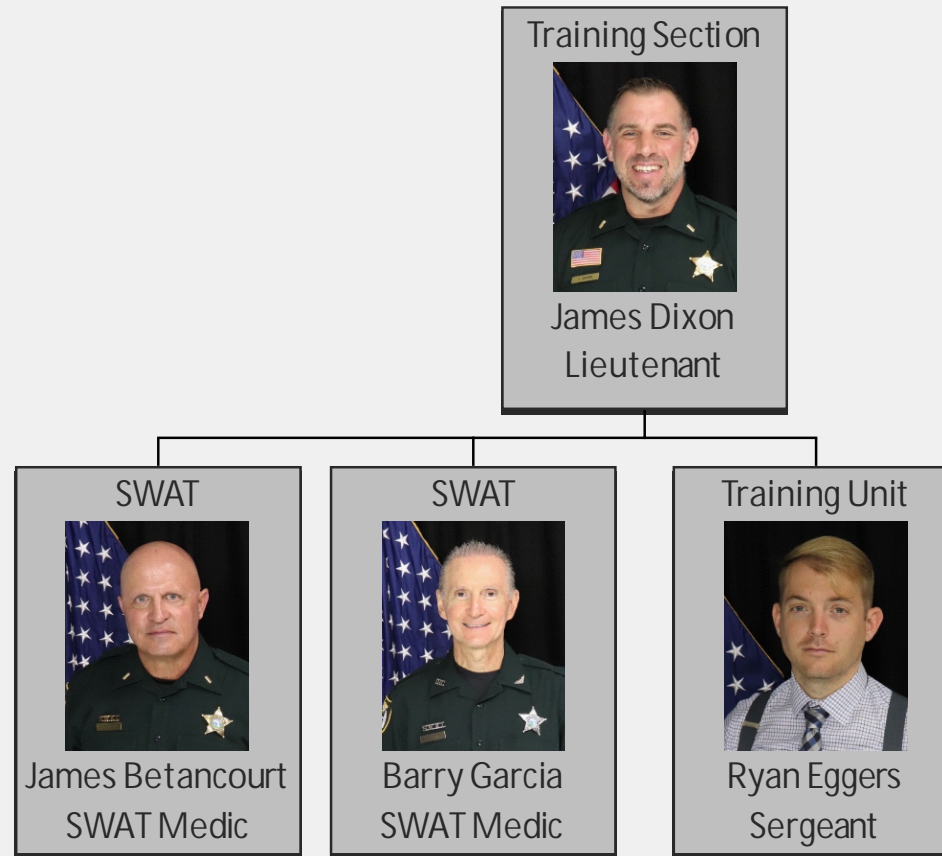 Training Section
James Dixon
Lieutenant
SWAT
James Betancourt
SWAT Medic
SWAT
Barry Garcia
SWAT Medic
Training Unit
Ryan Eggers
Sergeant